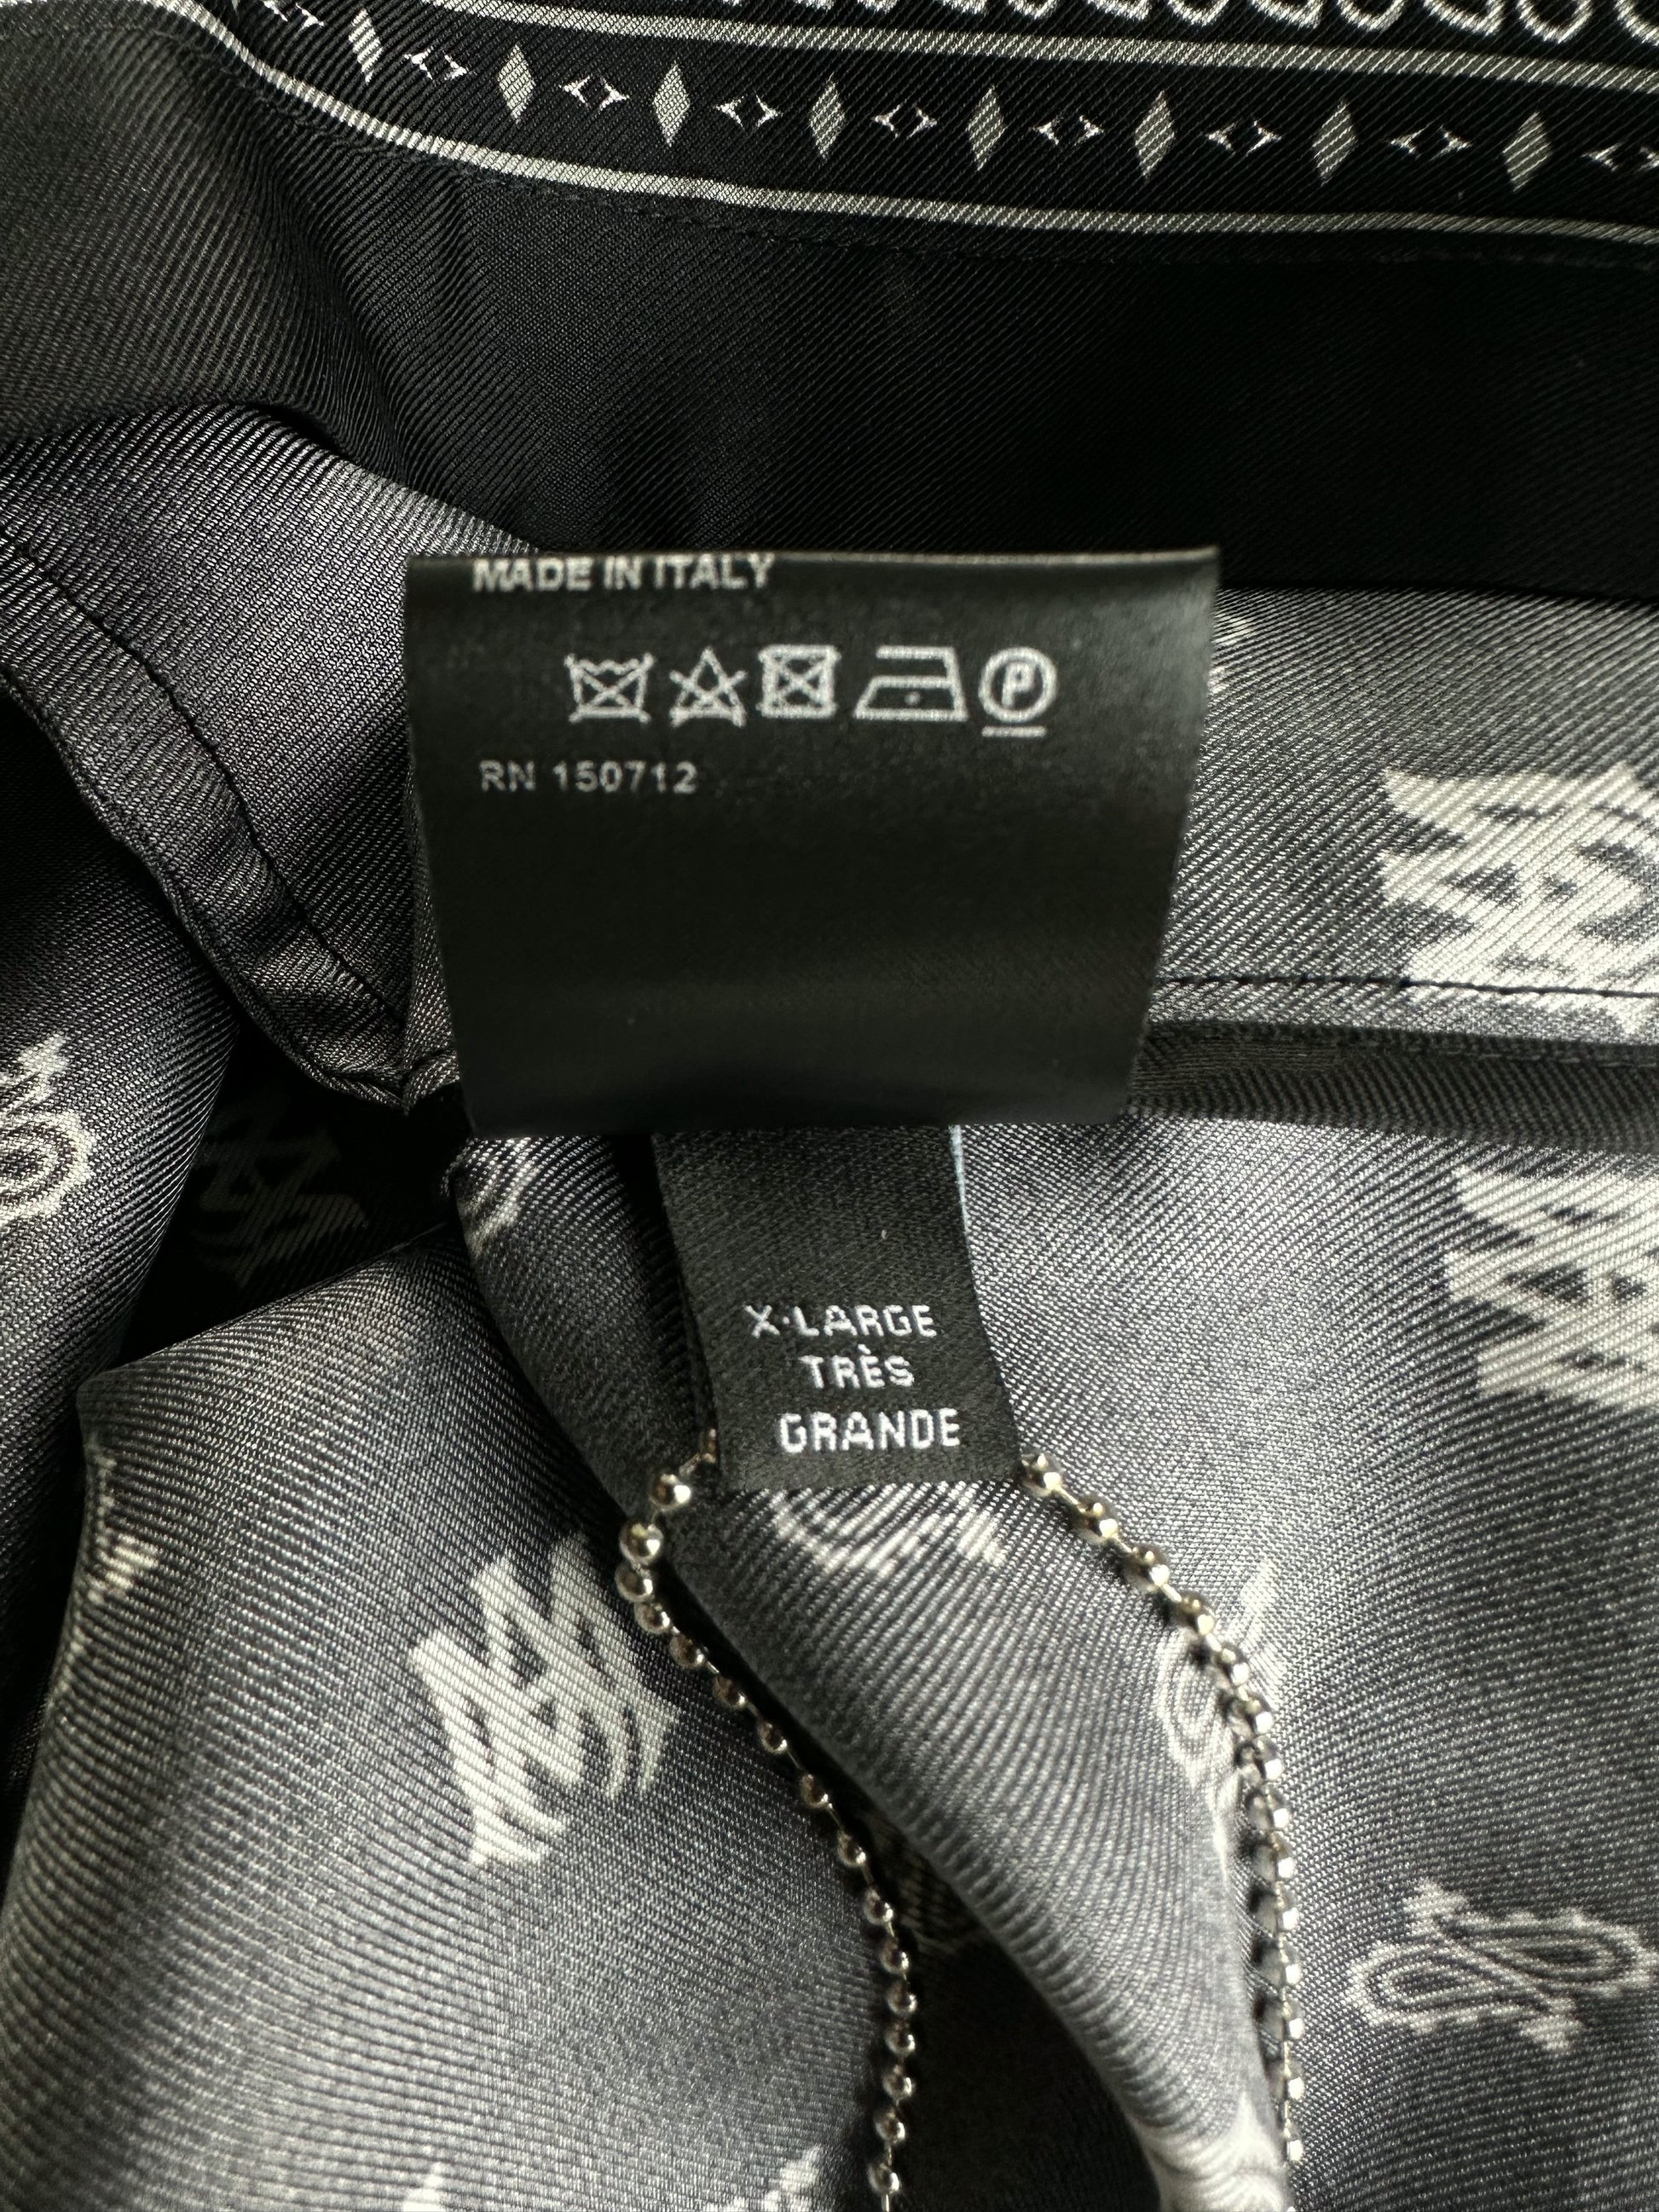 MADE IN ITALY
P
RN 150712
X-LARGE
TRÈS
GRANDE